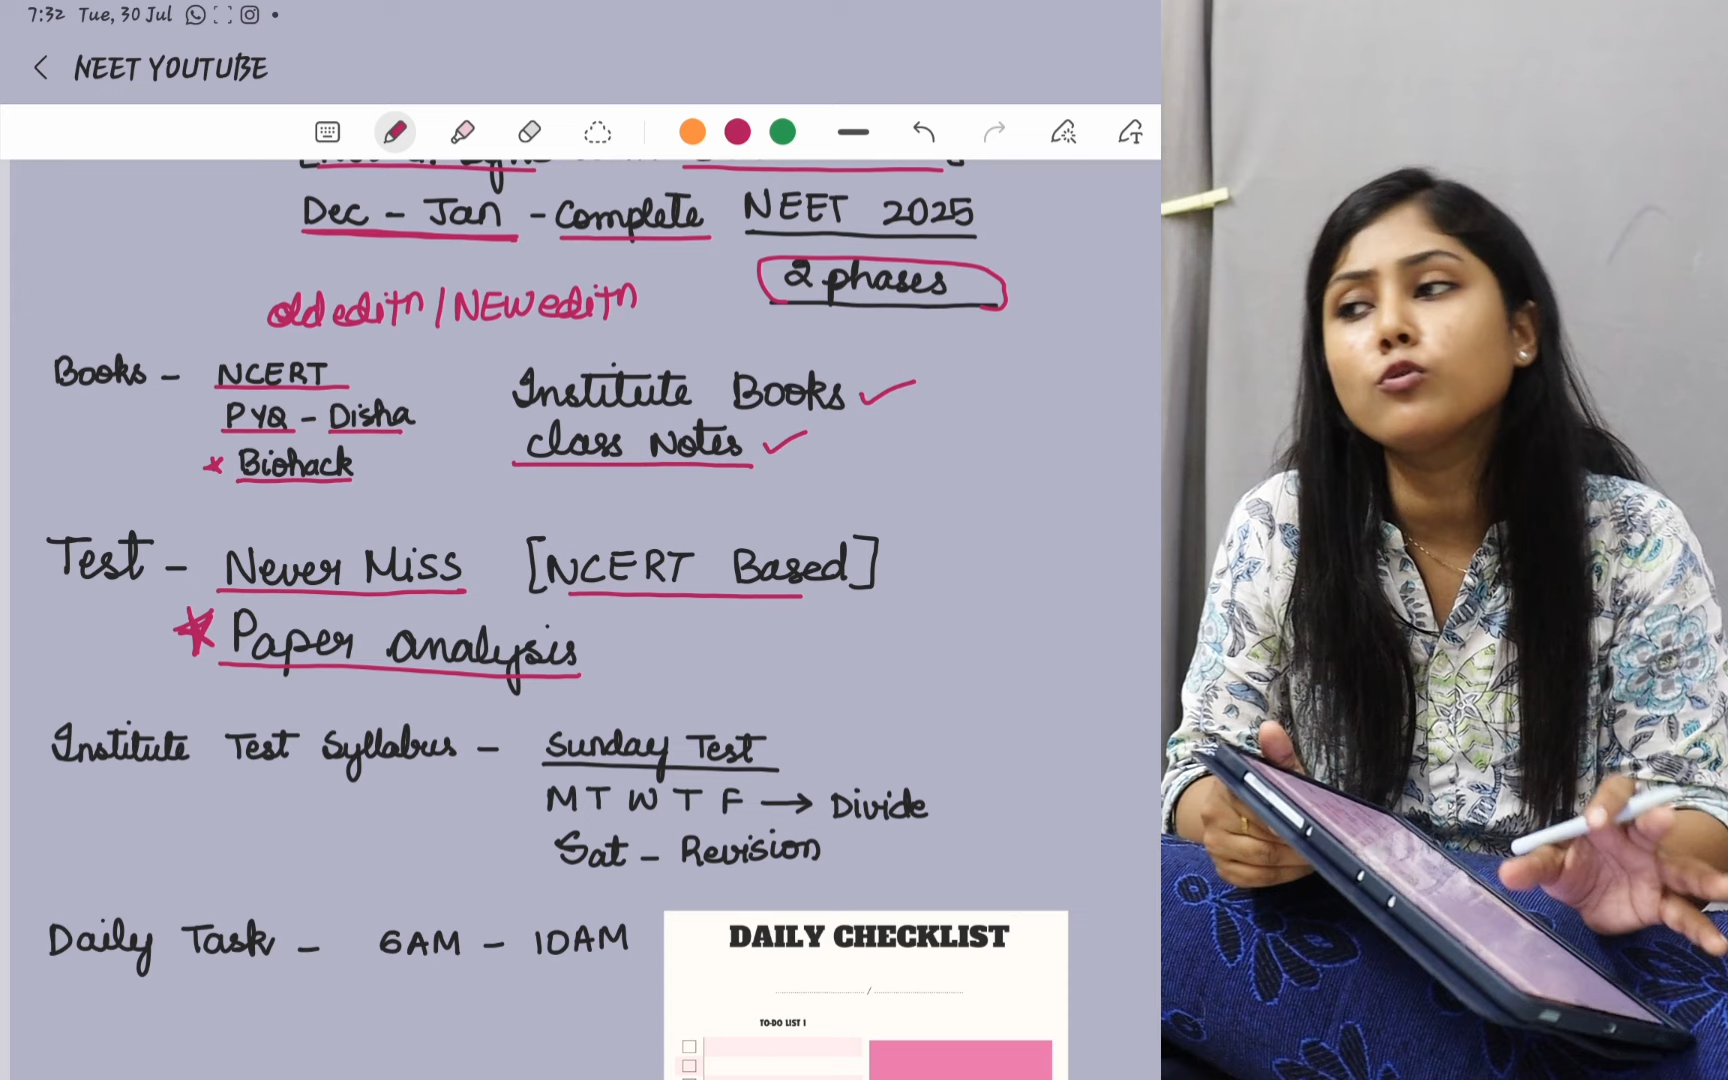 7:32 Tue, 30 Jul
NEET YOUTUBE
Dec - Jan - Complete NEET 2025
2 phases
old editn / NEW editn
Books - NCERT
PYQ - Disha
* Biohack
Institute Books ✓
class Notes ✓
Test - Never Miss [NCERT Based]
* Paper analysis
Institute Test Syllabus - Sunday Test
M T W T F → Divide
Sat - Revision
Daily Task - 6AM - 10AM
DAILY CHECKLIST
/
TO-DO LIST 1